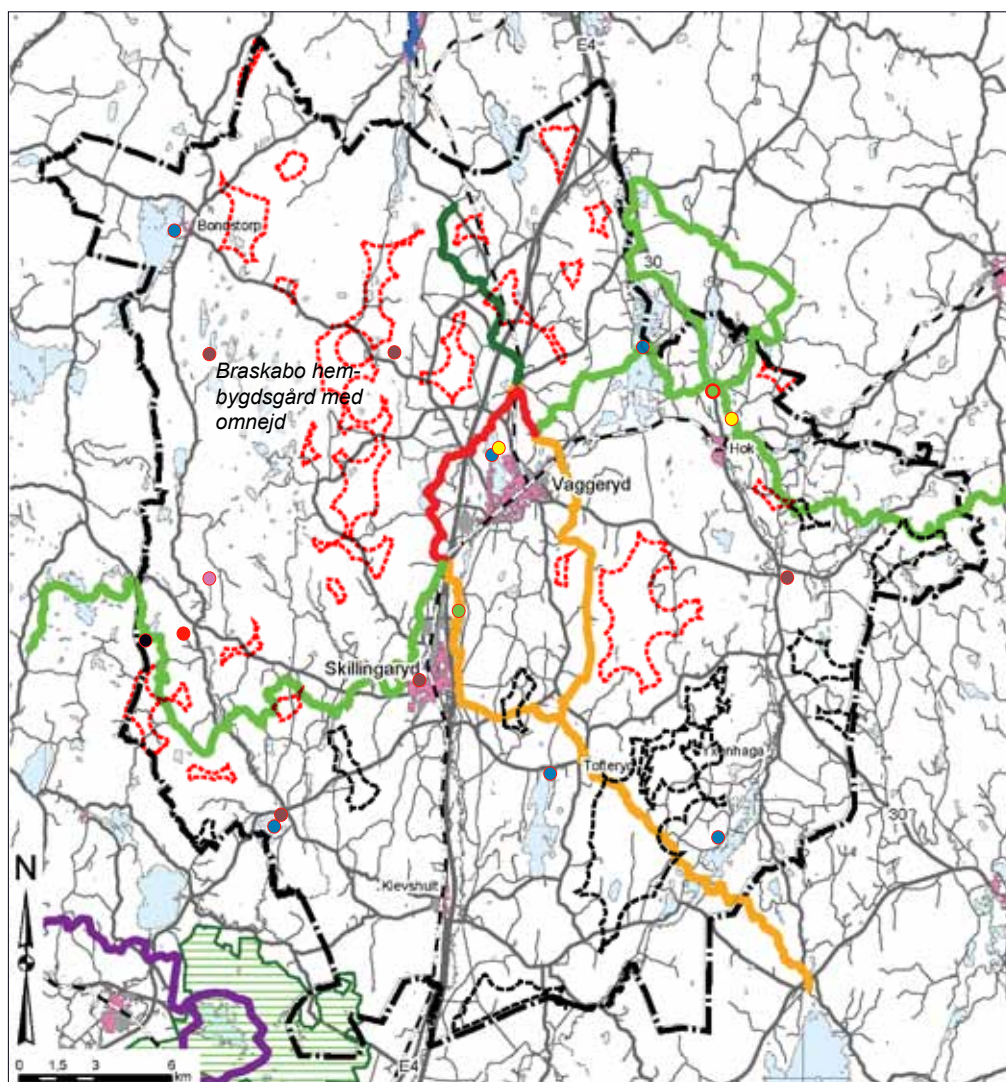 E4
Bondstorp
30
Braskabo hem-
bygdsgård med
omnejd
Hok
Vaggeryd
Skillingaryd
Tofteryd
Klevshult
30
N
0 1,5 3 6
km
E4